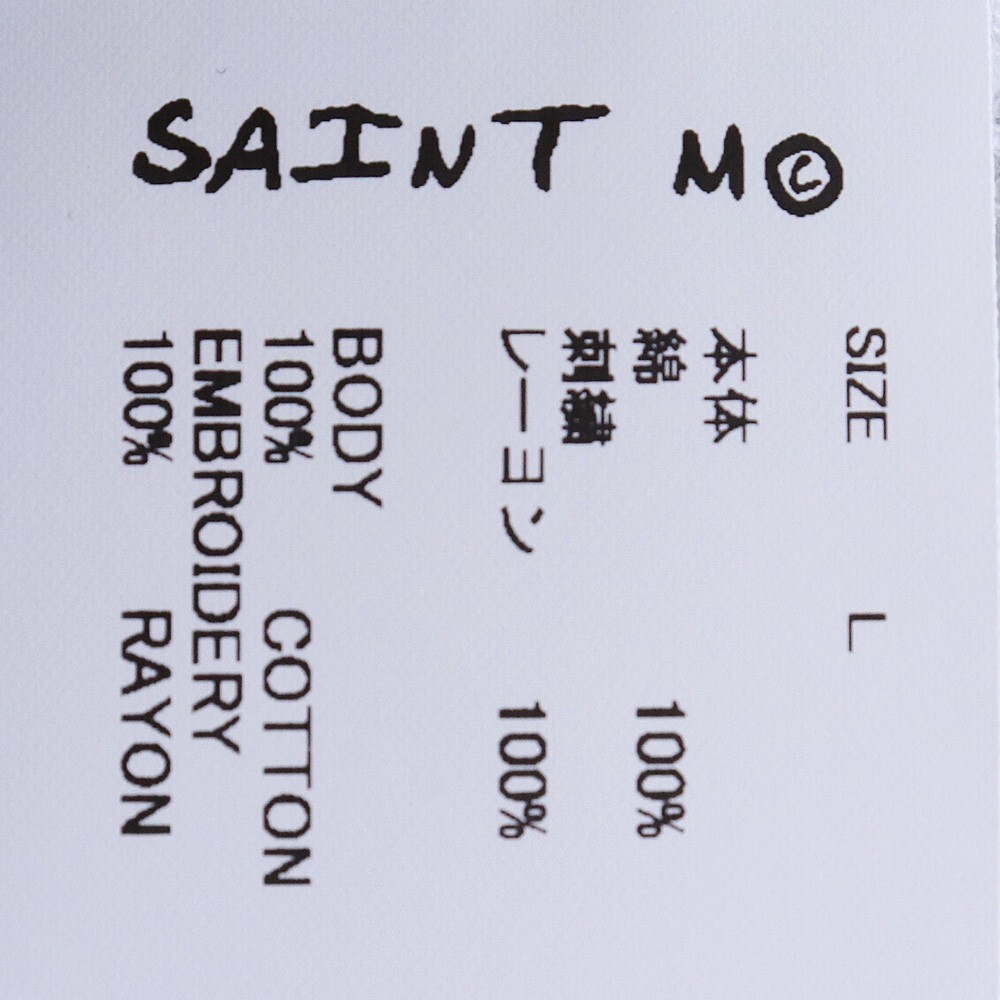 SAINT M©
SIZE L
本体
綿 100%
刺繍
レーヨン 100%
BODY
100% COTTON
EMBROIDERY
100% RAYON